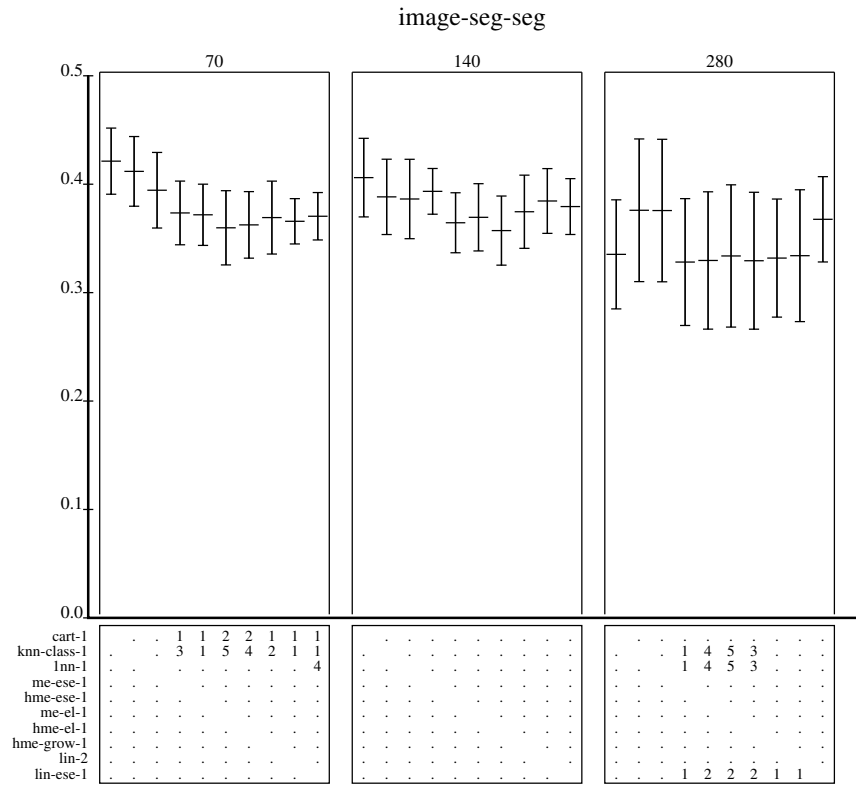 image-seg-seg
70 140 280
0.5
0.4
0.3
0.2
0.1
0.0
cart-1 . . 1 1 2 2 1 1 1 . . . . . . . . . . . . . . . . . .
knn-class-1 . . 3 1 5 4 2 1 1 . . . . . . . . . . . 1 4 5 3 . . .
1nn-1 . . . . . . . . 4 . . . . . . . . . . . 1 4 5 3 . . .
me-ese-1 . . . . . . . . . . . . . . . . . . . . . . . . . . .
hme-ese-1 . . . . . . . . . . . . . . . . . . . . . . . . . . .
me-el-1 . . . . . . . . . . . . . . . . . . . . . . . . . . .
hme-el-1 . . . . . . . . . . . . . . . . . . . . . . . . . . .
hme-grow-1 . . . . . . . . . . . . . . . . . . . . . . . . . . .
lin-2 . . . . . . . . . . . . . . . . . . . . . . . . . . .
lin-ese-1 . . . . . . . . . . . . . . . . . . . . . 1 2 2 2 1 1